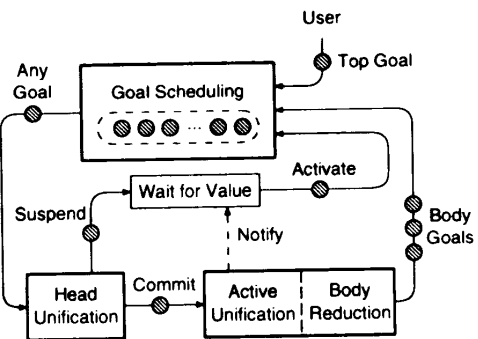 User
Top Goal
Any
Goal
Goal Scheduling
...
Activate
Wait for Value
Suspend
Notify
Body
Goals
Commit
Head
Unification
Active
Unification
Body
Reduction